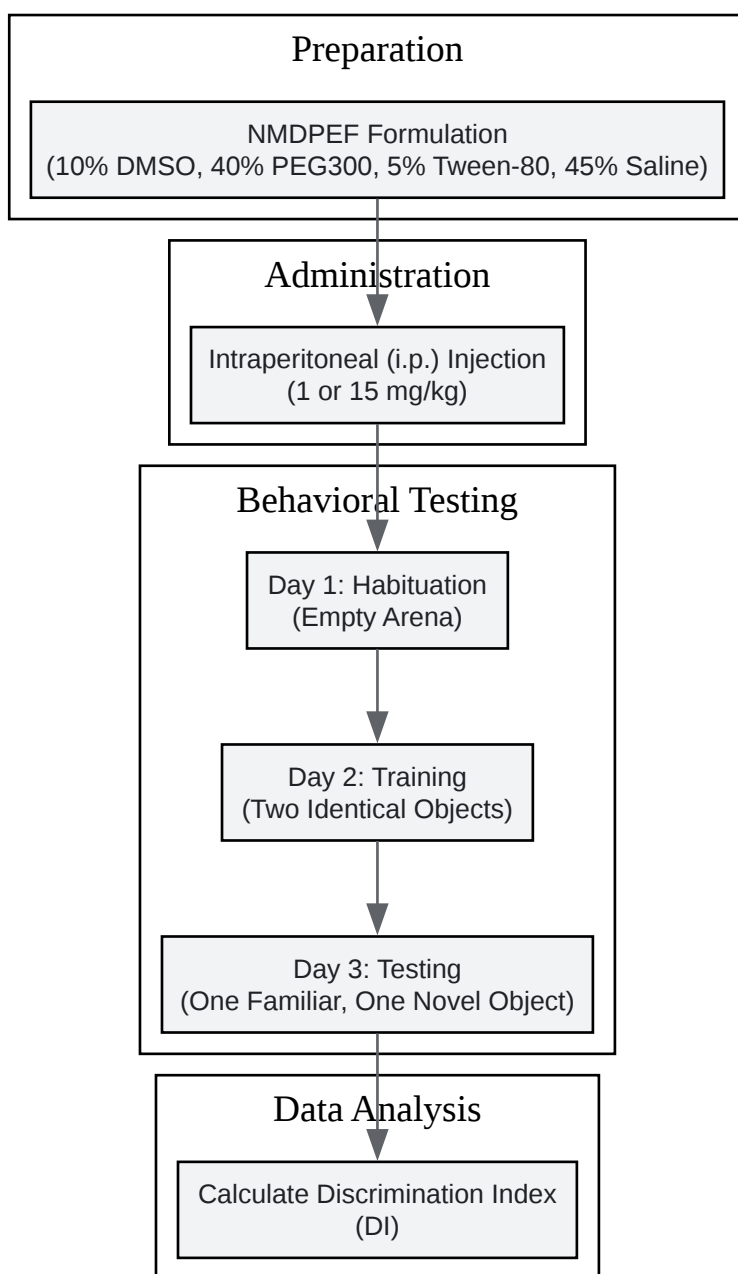 Preparation
NMDPEF Formulation
(10% DMSO, 40% PEG300, 5% Tween-80, 45% Saline)
Administration
Intraperitoneal (i.p.) Injection
(1 or 15 mg/kg)
Behavioral Testing
Day 1: Habituation
(Empty Arena)
Day 2: Training
(Two Identical Objects)
Day 3: Testing
(One Familiar, One Novel Object)
Data Analysis
Calculate Discrimination Index
(DI)